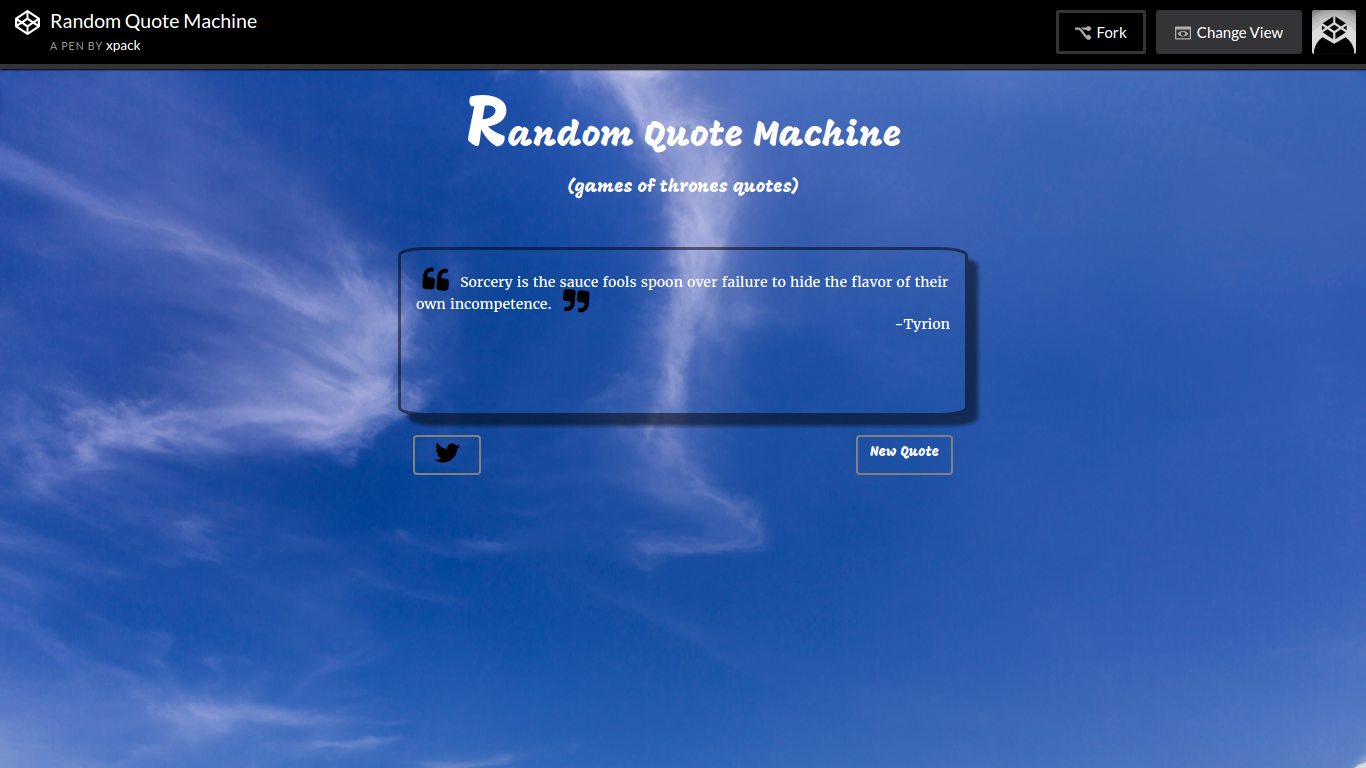 Random Quote Machine
A PEN BY xpack
Fork
Change View
Random Quote Machine
(games of thrones quotes)
“ Sorcery is the sauce fools spoon over failure to hide the flavor of their
own incompetence. ”
-Tyrion
New Quote